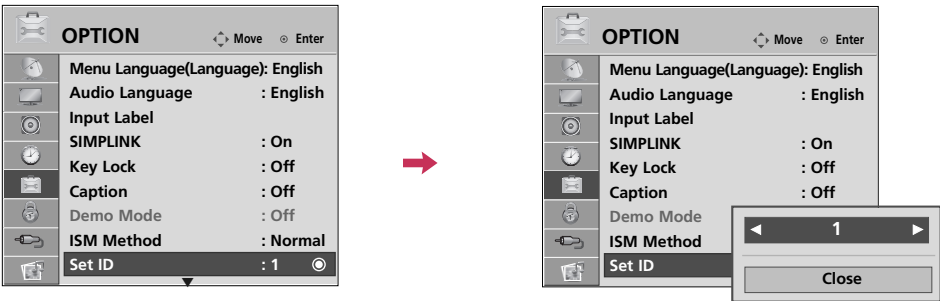 OPTION Move Enter
Menu Language(Language): English
Audio Language : English
Input Label
SIMPLINK : On
Key Lock : Off
Caption : Off
Demo Mode : Off
ISM Method : Normal
Set ID : 1
OPTION Move Enter
Menu Language(Language): English
Audio Language : English
Input Label
SIMPLINK : On
Key Lock : Off
Caption : Off
Demo Mode
ISM Method
Set ID
1
Close